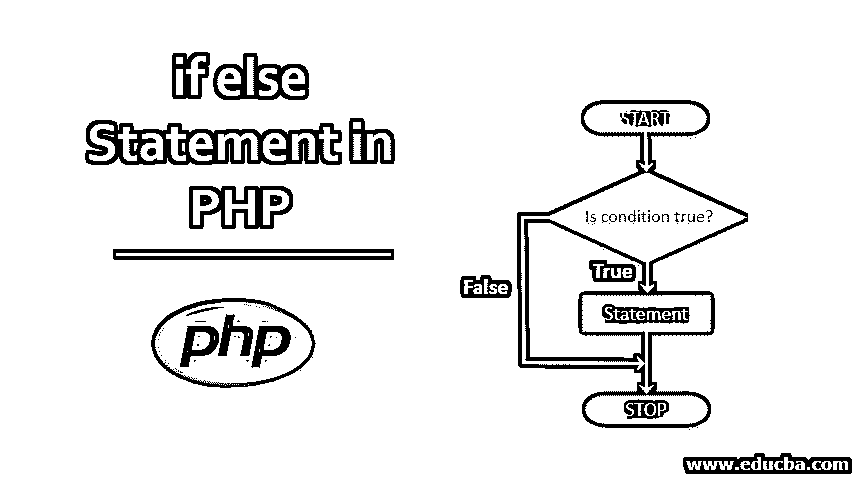 if else
Statement in
PHP
php
START
Is condition true?
True
False
Statement
STOP
www.educba.com